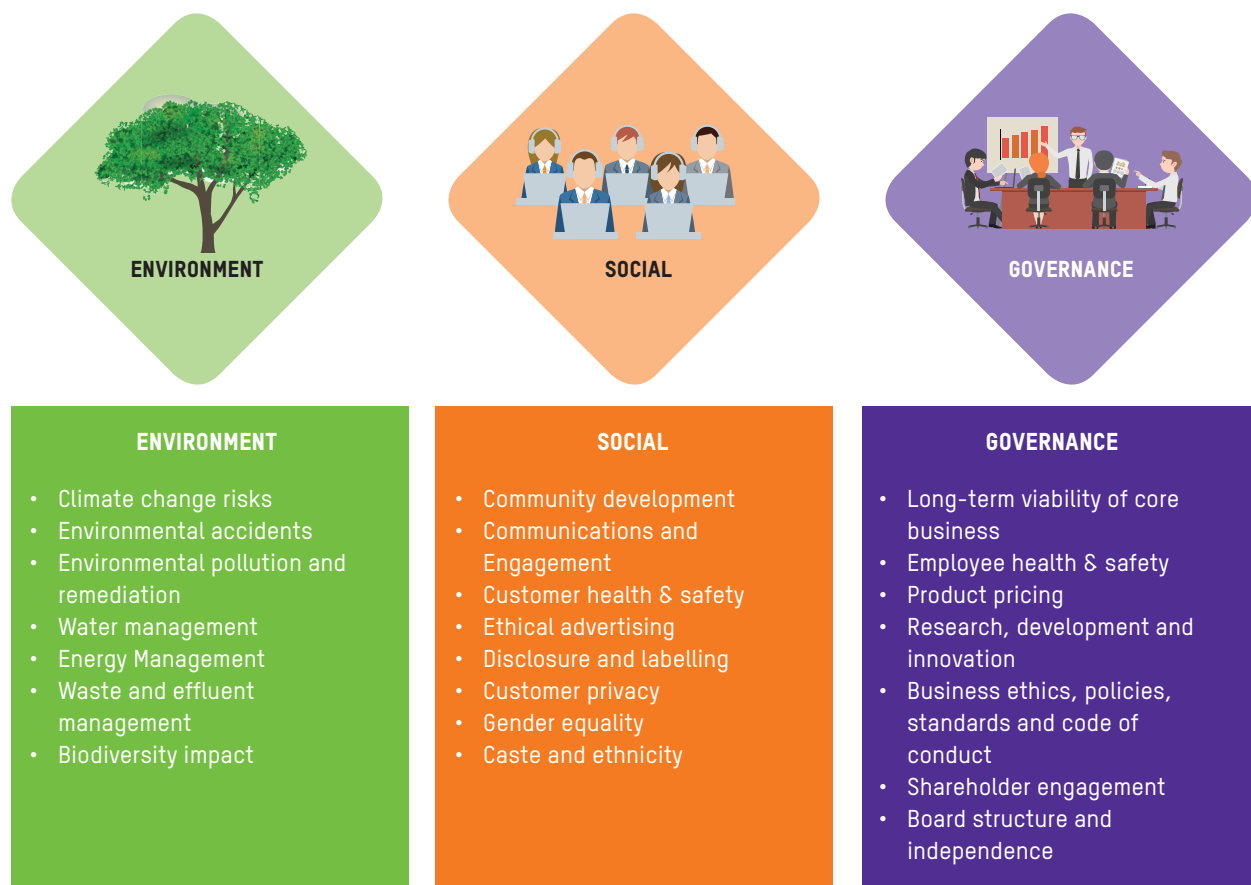 ENVIRONMENT
SOCIAL
GOVERNANCE
ENVIRONMENT
• Climate change risks
• Environmental accidents
• Environmental pollution and
remediation
• Water management
• Energy Management
• Waste and effluent
management
• Biodiversity impact
SOCIAL
• Community development
• Communications and
Engagement
• Customer health & safety
• Ethical advertising
• Disclosure and labelling
• Customer privacy
• Gender equality
• Caste and ethnicity
GOVERNANCE
• Long-term viability of core
business
• Employee health & safety
• Product pricing
• Research, development and
innovation
• Business ethics, policies,
standards and code of
conduct
• Shareholder engagement
• Board structure and
independence